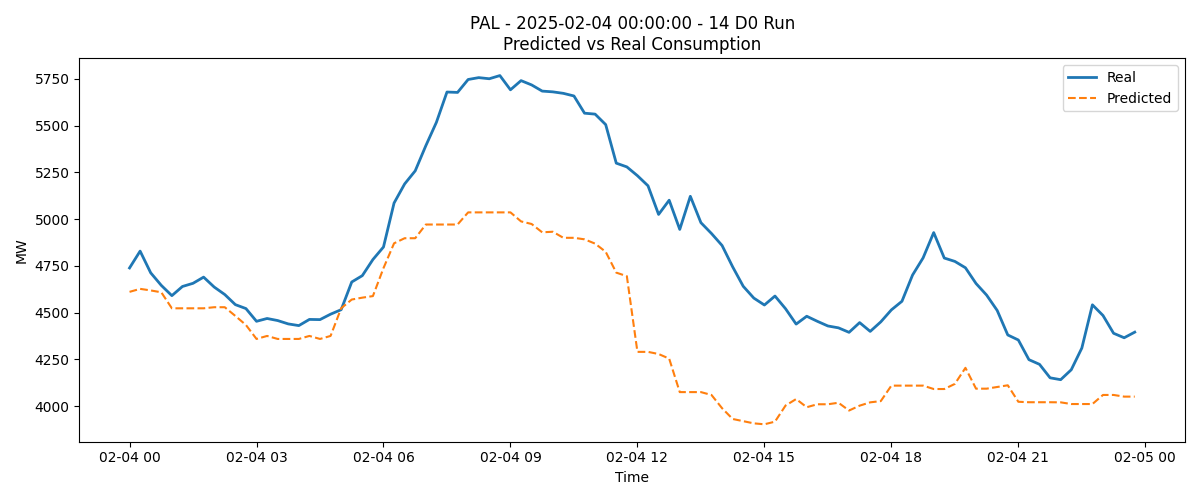 PAL - 2025-02-04 00:00:00 - 14 D0 Run
Predicted vs Real Consumption
Real
Predicted
MW
5750
5500
5250
5000
4750
4500
4250
4000
02-04 00
02-04 03
02-04 06
02-04 09
02-04 12
02-04 15
02-04 18
02-04 21
02-05 00
Time